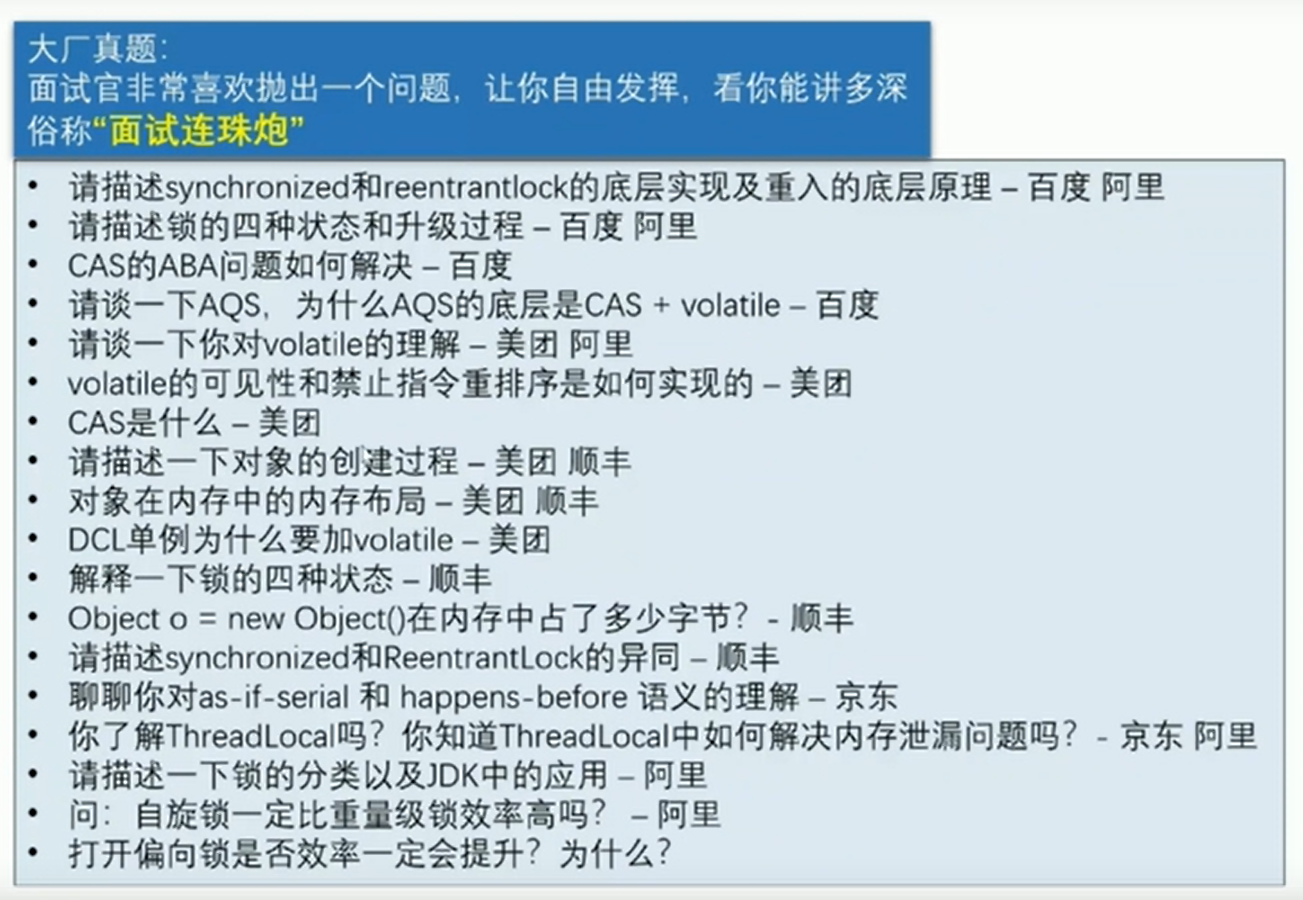 大厂真题：
面试官非常喜欢抛出一个问题，让你自由发挥，看你能讲多深
俗称“面试连珠炮”
• 请描述synchronized和reentrantlock的底层实现及重入的底层原理 – 百度 阿里
• 请描述锁的四种状态和升级过程 – 百度 阿里
• CAS的ABA问题如何解决 – 百度
• 请谈一下AQS，为什么AQS的底层是CAS + volatile – 百度
• 请谈一下你对volatile的理解 – 美团 阿里
• volatile的可见性和禁止指令重排序是如何实现的 – 美团
• CAS是什么 – 美团
• 请描述一下对象的创建过程 – 美团 顺丰
• 对象在内存中的内存布局 – 美团 顺丰
• DCL单例为什么要加volatile – 美团
• 解释一下锁的四种状态 – 顺丰
• Object o = new Object()在内存中占了多少字节？ - 顺丰
• 请描述synchronized和ReentrantLock的异同 – 顺丰
• 聊聊你对as-if-serial 和 happens-before 语义的理解 – 京东
• 你了解ThreadLocal吗？你知道ThreadLocal中如何解决内存泄漏问题吗？ - 京东 阿里
• 请描述一下锁的分类以及JDK中的应用 – 阿里
• 问：自旋锁一定比重量级锁效率高吗？ – 阿里
• 打开偏向锁是否效率一定会提升？为什么？